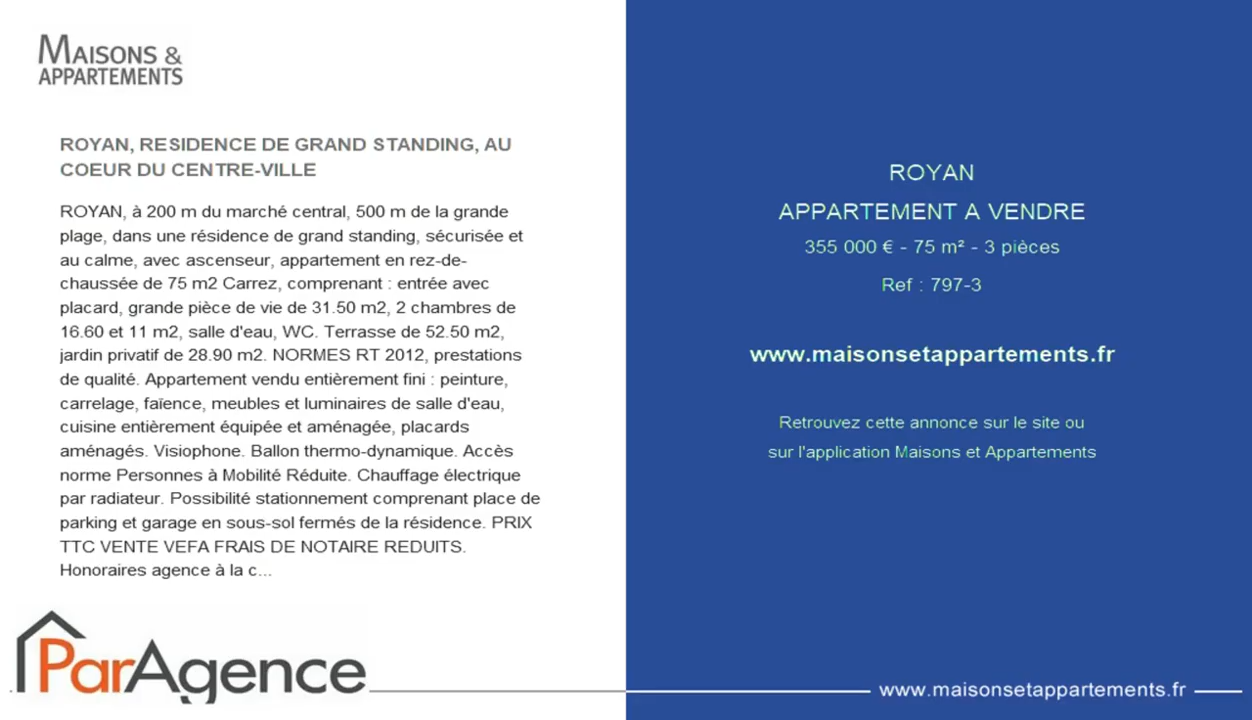 MAISONS &
APPARTEMENTS
ROYAN, RESIDENCE DE GRAND STANDING, AU
COEUR DU CENTRE-VILLE
ROYAN, à 200 m du marché central, 500 m de la grande
plage, dans une résidence de grand standing, sécurisée et
au calme, avec ascenseur, appartement en rez-de-
chaussée de 75 m2 Carrez, comprenant : entrée avec
placard, grande pièce de vie de 31.50 m2, 2 chambres de
16.60 et 11 m2, salle d'eau, WC. Terrasse de 52.50 m2,
jardin privatif de 28.90 m2. NORMES RT 2012, prestations
de qualité. Appartement vendu entièrement fini : peinture,
carrelage, faïence, meubles et luminaires de salle d'eau,
cuisine entièrement équipée et aménagée, placards
aménagés. Visiophone. Ballon thermo-dynamique. Accès
norme Personnes à Mobilité Réduite. Chauffage électrique
par radiateur. Possibilité stationnement comprenant place de
parking et garage en sous-sol fermés de la résidence. PRIX
TTC VENTE VEFA FRAIS DE NOTAIRE REDUITS.
Honoraires agence à la c...
ParAgence
ROYAN
APPARTEMENT A VENDRE
355 000 € - 75 m² - 3 pièces
Ref : 797-3
www.maisonsetappartements.fr
Retrouvez cette annonce sur le site ou
sur l'application Maisons et Appartements
www.maisonsetappartements.fr